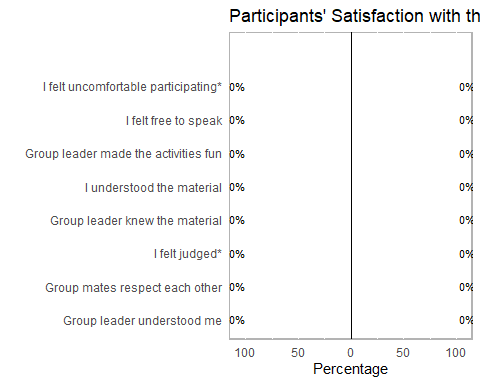 Participants' Satisfaction with th
I felt uncomfortable participating* 0% 0%
I felt free to speak 0% 0%
Group leader made the activities fun 0% 0%
I understood the material 0% 0%
Group leader knew the material 0% 0%
I felt judged* 0% 0%
Group mates respect each other 0% 0%
Group leader understood me 0% 0%
100 50 0 50 100
Percentage